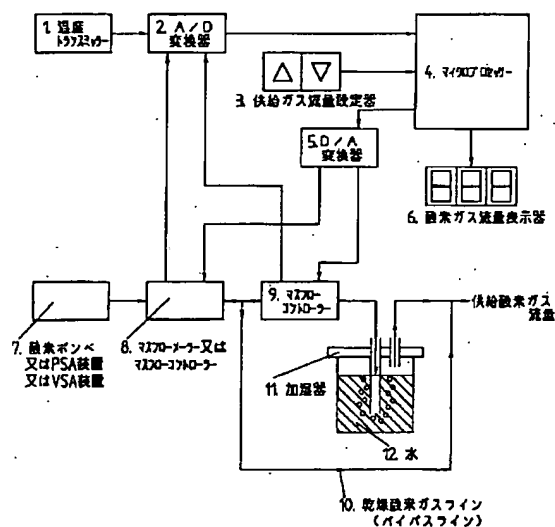 1. 温度
トランスミッター
2. A/D
変換器
3. 供給ガス流量設定器
4. マイクロプロセッサー
5. D/A
変換器
6. 酸素ガス流量表示器
7. 酸素ボンベ
又はPSA装置
又はVSA装置
8. マスフローメーター又は
マスフローコントローラー
9. マスフロー
コントローラー
供給酸素ガス
流量
11. 加湿器
12. 水
10. 乾燥酸素ガスライン
(バイパスライン)